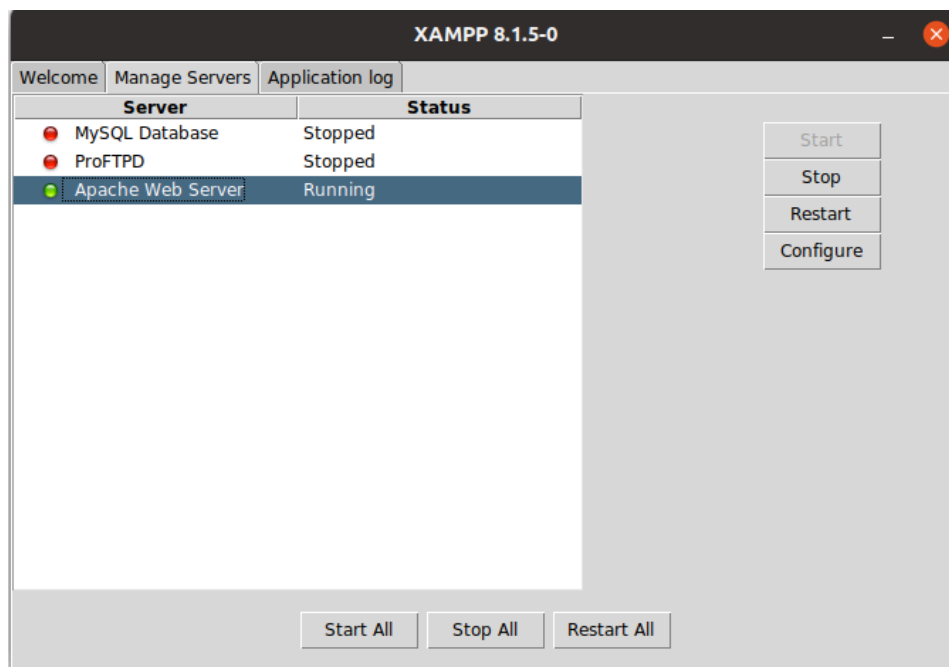 XAMPP 8.1.5-0
Welcome Manage Servers Application log
Server Status
MySQL Database Stopped
ProFTPD Stopped
Apache Web Server Running
Start
Stop
Restart
Configure
Start All Stop All Restart All